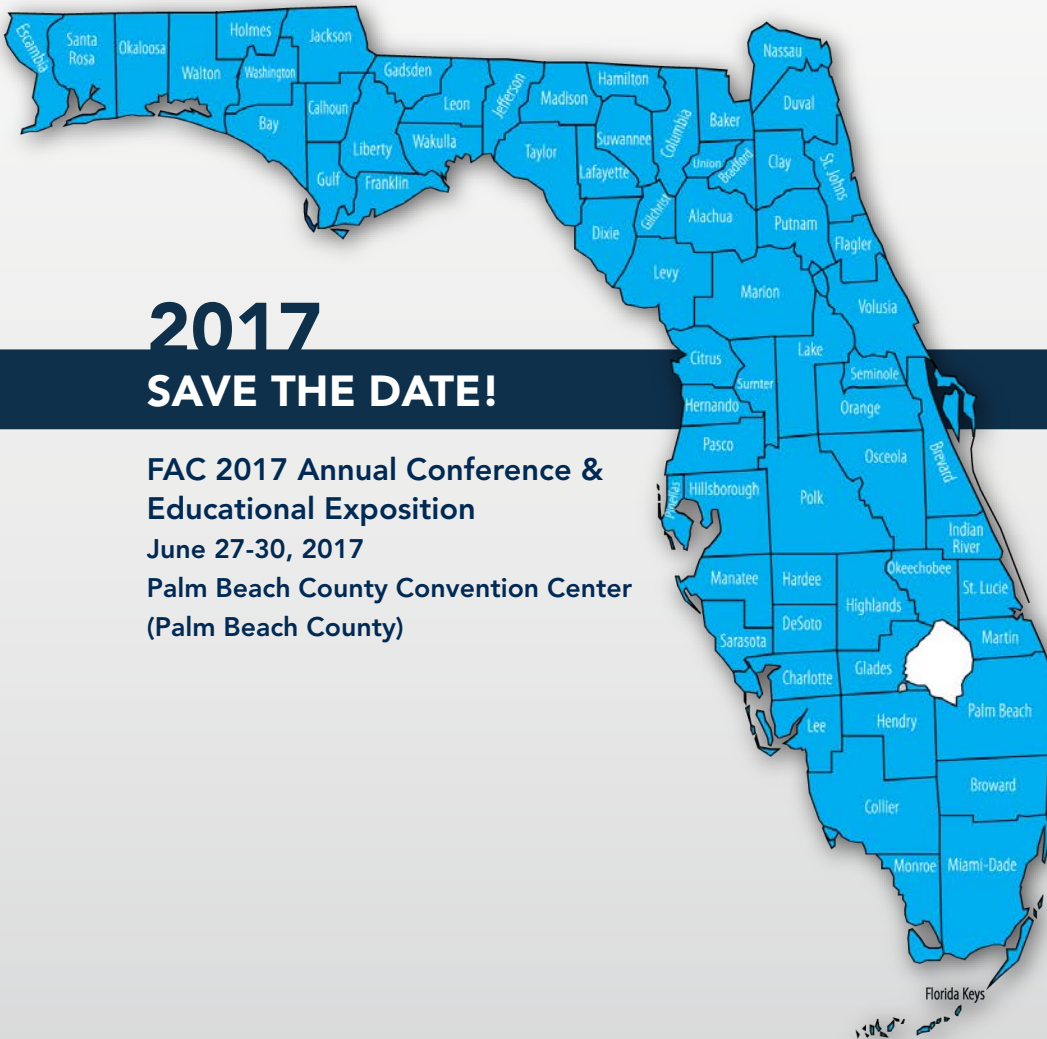 Escambia
Santa
Rosa
Okaloosa
Walton
Holmes
Washington
Jackson
Bay
Calhoun
Gulf
Liberty
Franklin
Gadsden
Leon
Wakulla
Jefferson
Madison
Taylor
Hamilton
Suwannee
Lafayette
Dixie
Columbia
Gilchrist
Baker
Union
Bradford
Alachua
Nassau
Duval
Clay
St. Johns
Putnam
Flagler
Levy
Marion
Volusia
2017
SAVE THE DATE!
FAC 2017 Annual Conference &
Educational Exposition
June 27-30, 2017
Palm Beach County Convention Center
(Palm Beach County)
Citrus
Sumter
Lake
Seminole
Hernando
Orange
Pasco
Osceola
Brevard
Pinellas
Hillsborough
Polk
Indian
River
Manatee
Hardee
Okeechobee
St. Lucie
Highlands
DeSoto
Sarasota
Martin
Charlotte
Glades
Lee
Hendry
Palm Beach
Collier
Broward
Monroe
Miami-Dade
Florida Keys